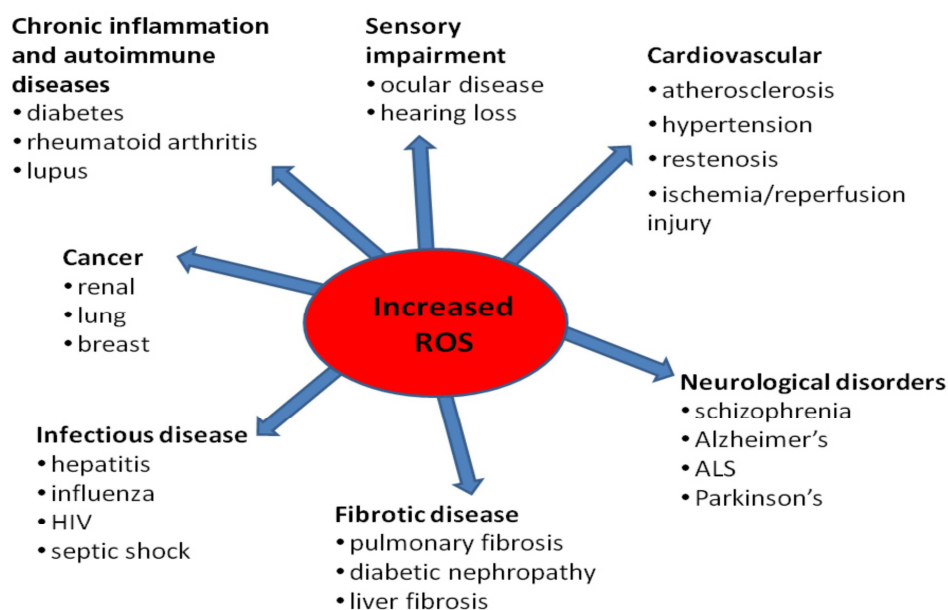 Chronic inflammation
and autoimmune
diseases
• diabetes
• rheumatoid arthritis
• lupus
Sensory
impairment
• ocular disease
• hearing loss
Cardiovascular
• atherosclerosis
• hypertension
• restenosis
• ischemia/reperfusion
injury
Cancer
• renal
• lung
• breast
Increased
ROS
Neurological disorders
• schizophrenia
• Alzheimer’s
• ALS
• Parkinson’s
Infectious disease
• hepatitis
• influenza
• HIV
• septic shock
Fibrotic disease
• pulmonary fibrosis
• diabetic nephropathy
• liver fibrosis